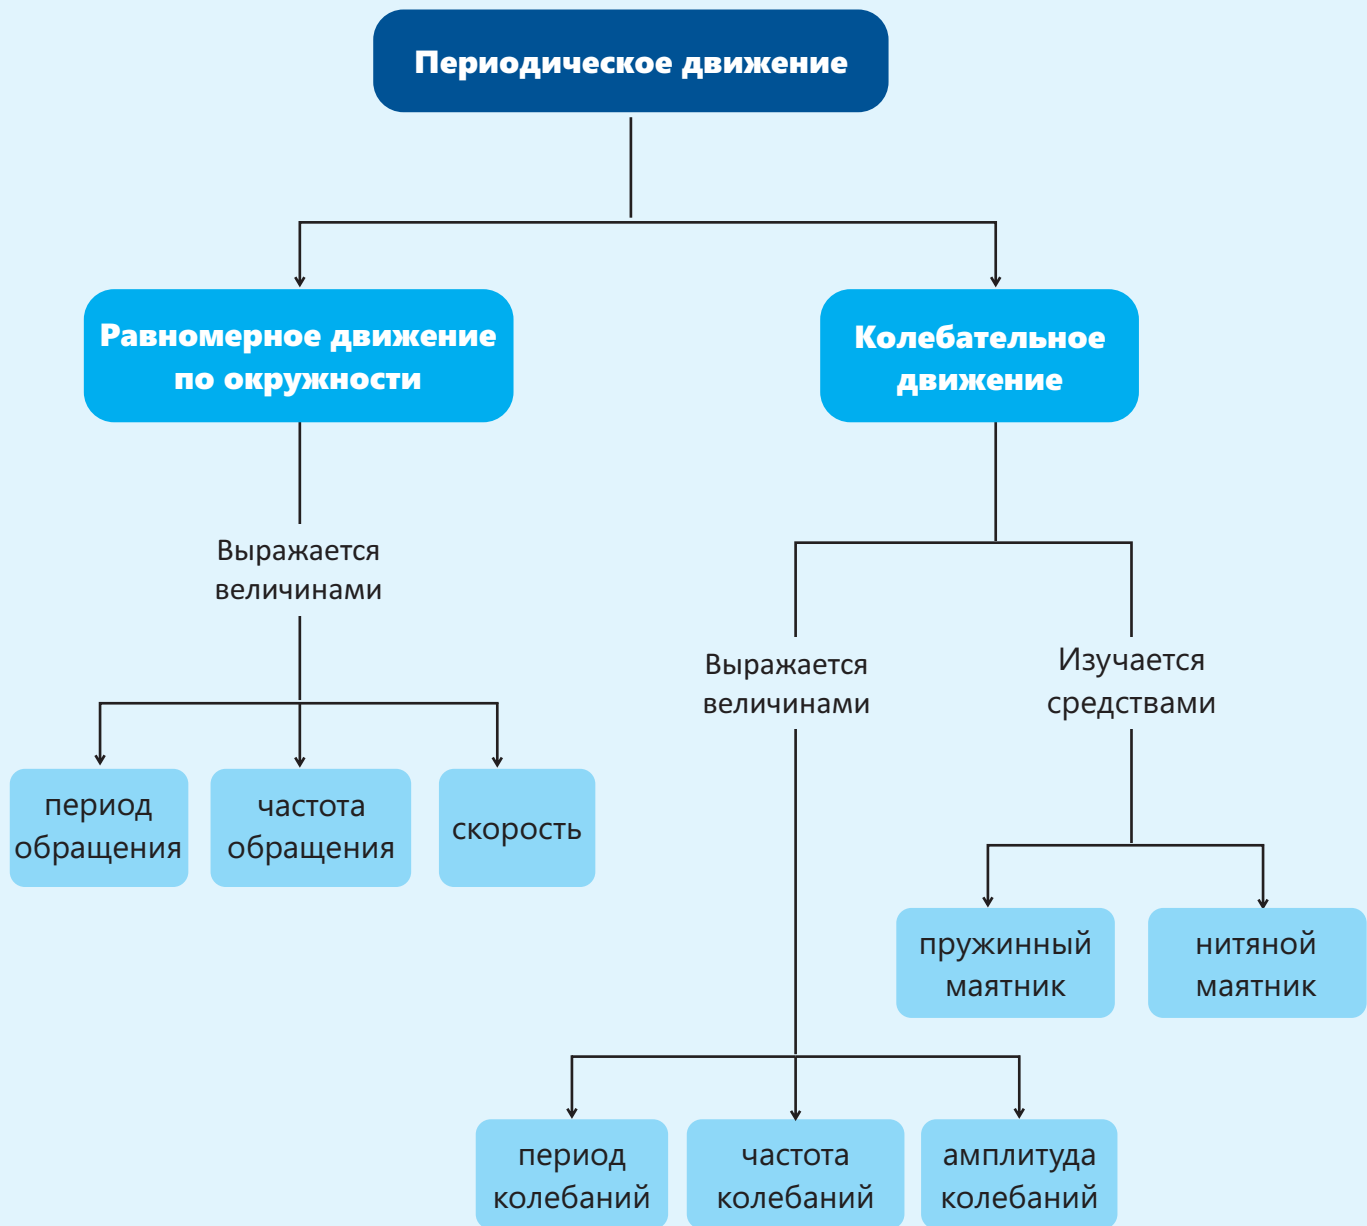 Периодическое движение
Равномерное движение
по окружности
Колебательное
движение
Выражается
величинами
Выражается
величинами
Изучается
средствами
период
обращения
частота
обращения
скорость
пружинный
маятник
нитяной
маятник
период
колебаний
частота
колебаний
амплитуда
колебаний